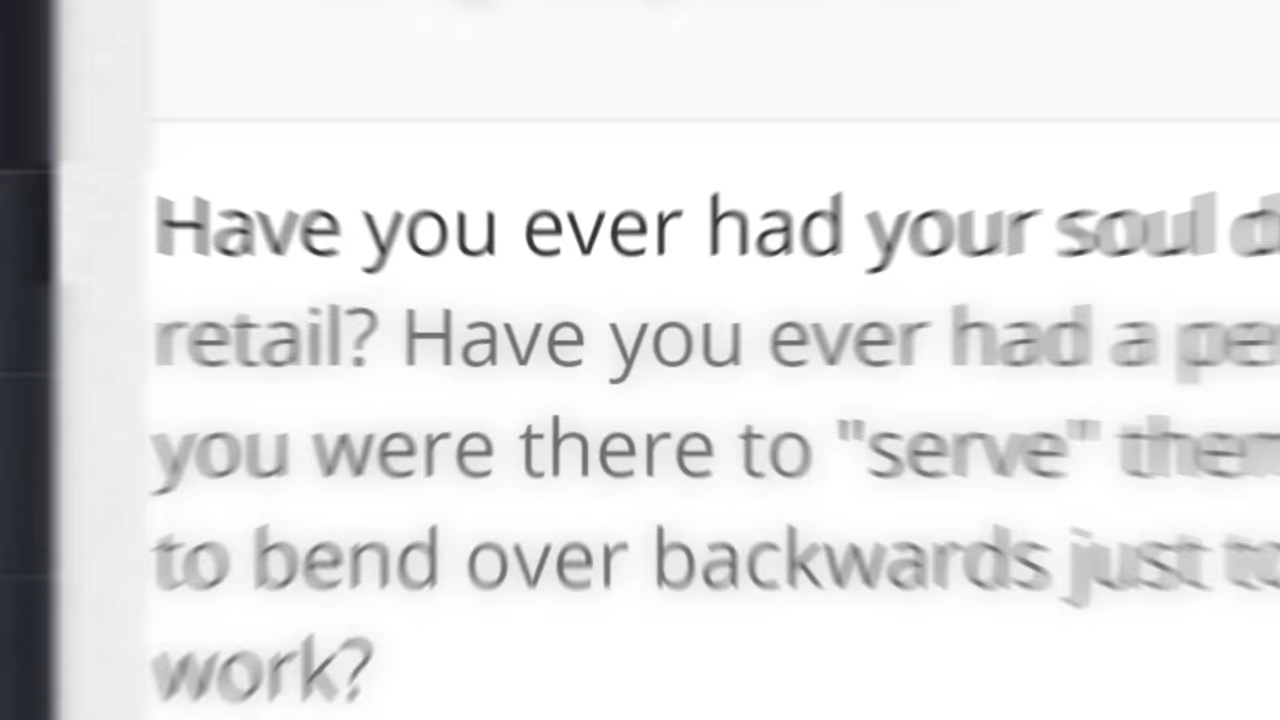 Have you ever had your soul
retail? Have you ever had a
you were there to "serve"
to bend over backwards just
work?